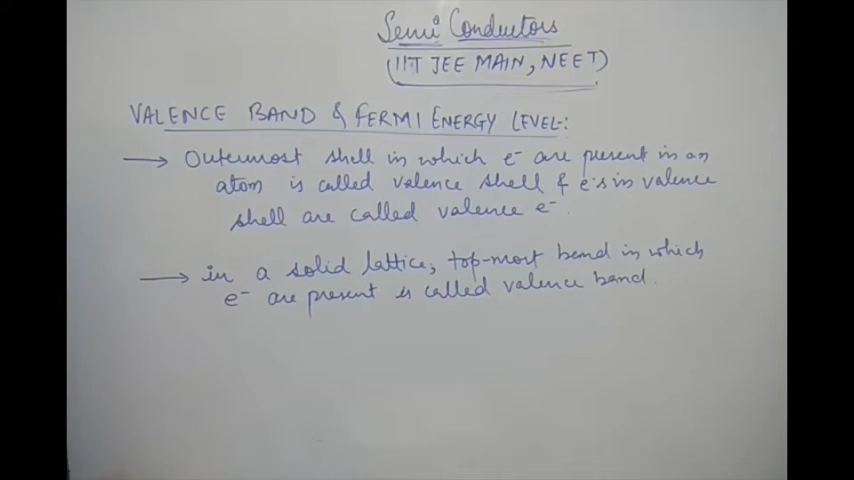 Semi Conductors
(IIT JEE MAIN, NEET)
VALENCE BAND & FERMI ENERGY LEVEL:
→ Outermost shell in which e⁻ are present in an
atom is called valence shell & e⁻s in valence
shell are called valence e⁻.
→ in a solid lattice, top-most band in which
e⁻ are present is called valence band.